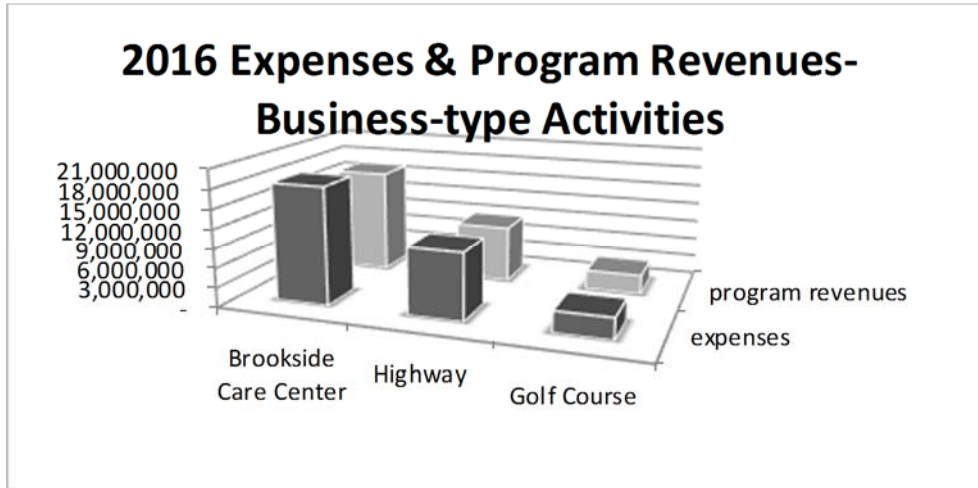 2016 Expenses & Program Revenues-
Business-type Activities
21,000,000
18,000,000
15,000,000
12,000,000
9,000,000
6,000,000
3,000,000
-
program revenues
expenses
Brookside
Care Center
Highway
Golf Course